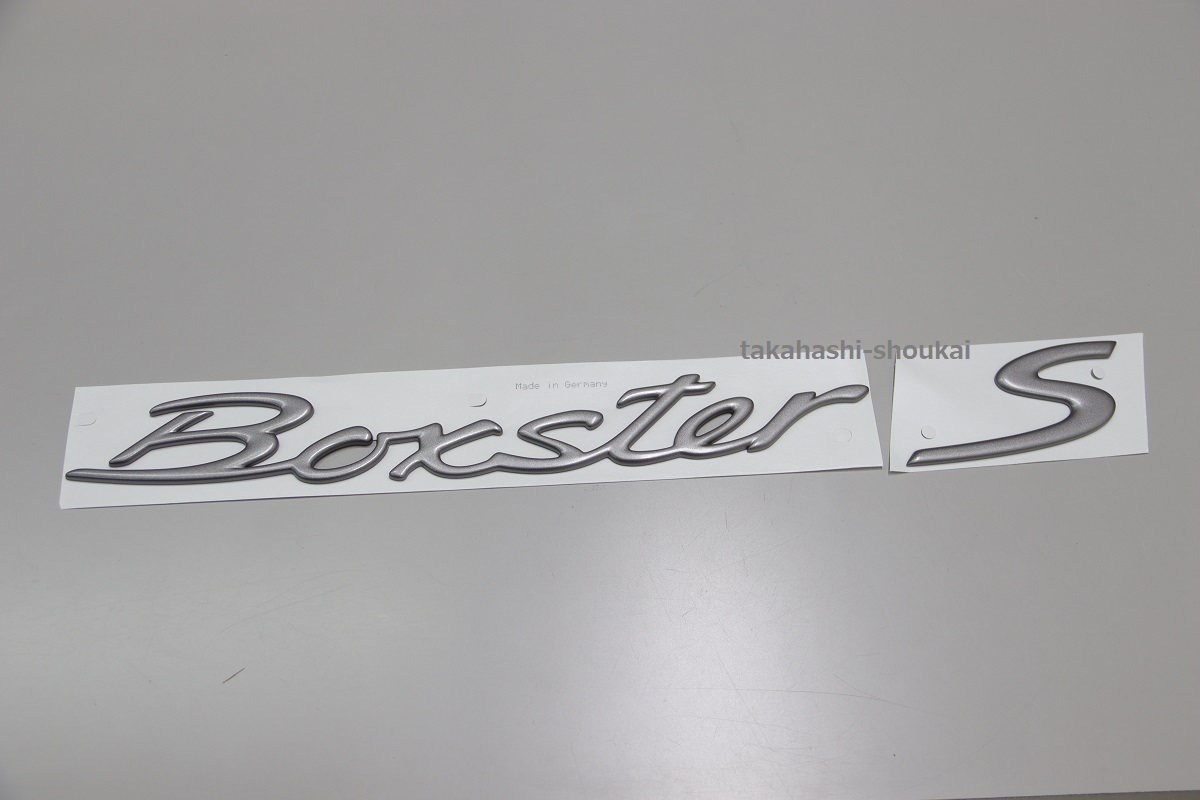 takahashi-shoukai
Made in Germany
Boxster S